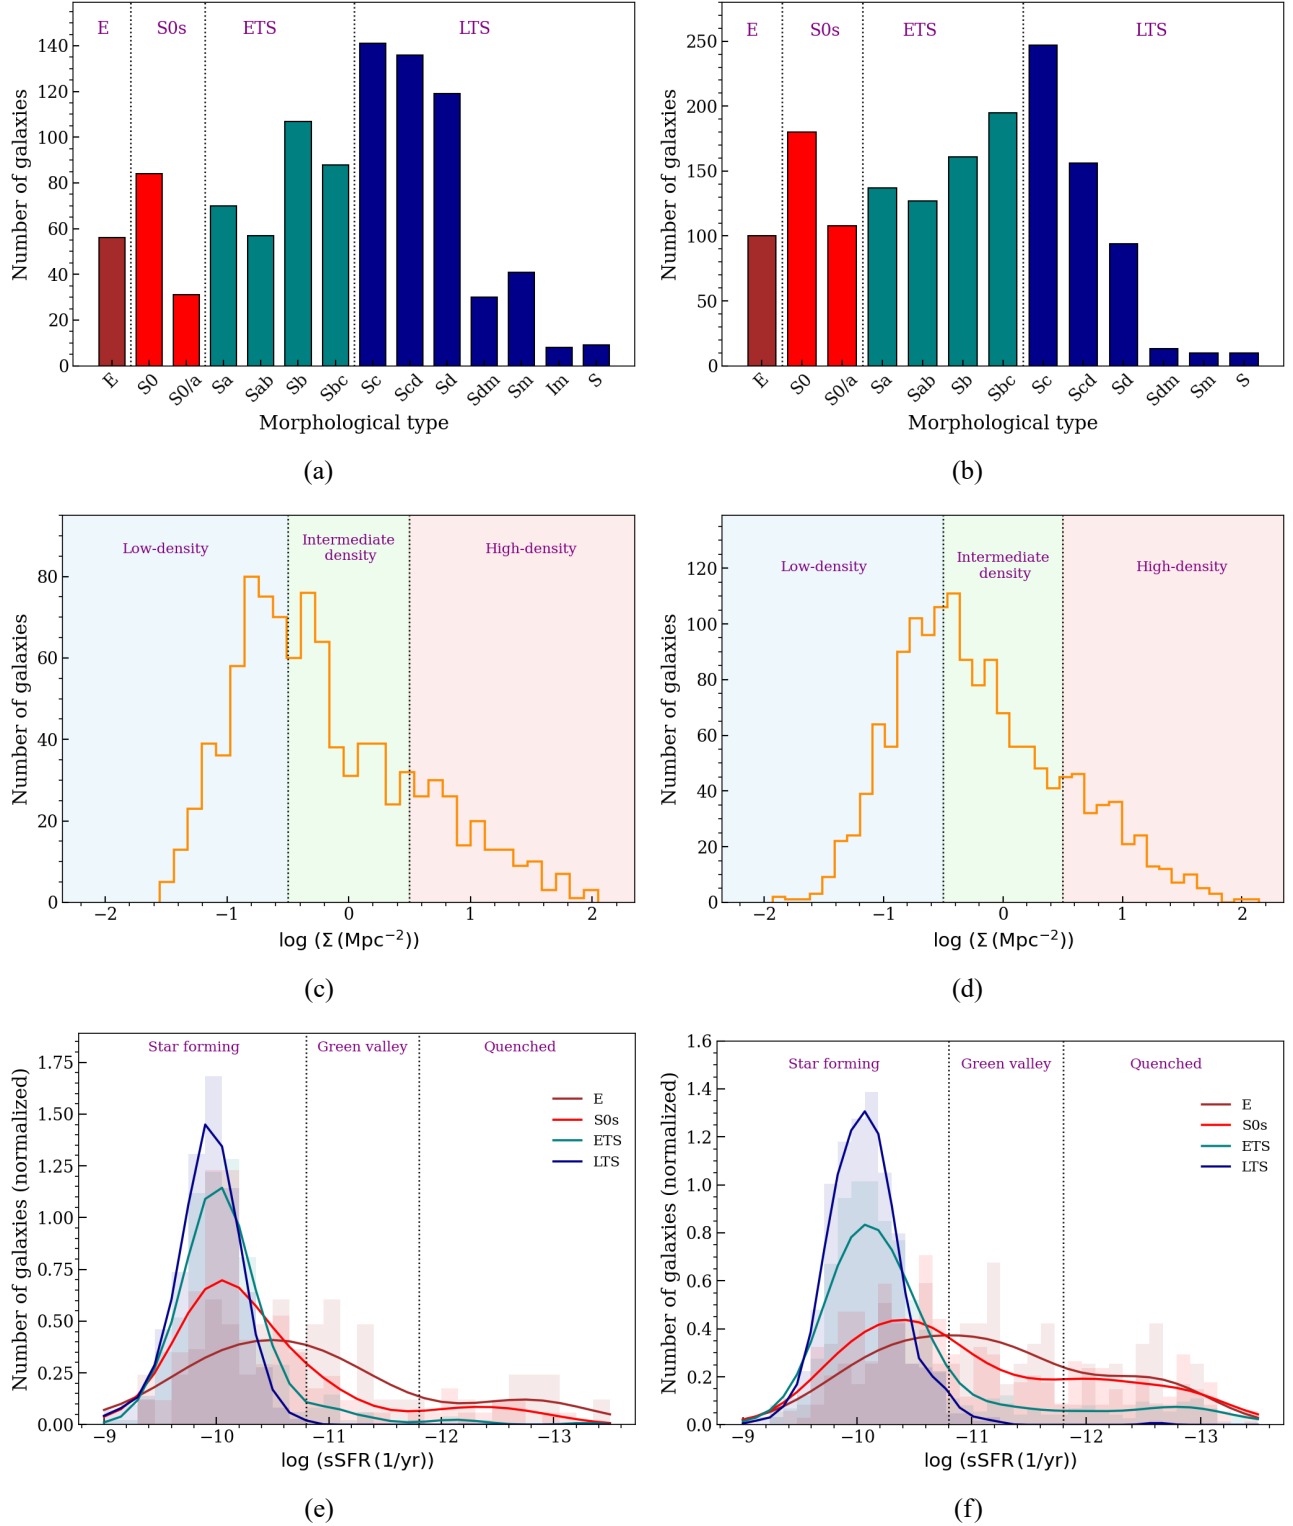 E S0s ETS LTS
Number of galaxies
140
120
100
80
60
40
20
0
E S0 S0/a Sa Sab Sb Sbc Sc Scd Sd Sdm Sm Im S
Morphological type
(a)
E S0s ETS LTS
Number of galaxies
250
200
150
100
50
0
E S0 S0/a Sa Sab Sb Sbc Sc Scd Sd Sdm Sm S
Morphological type
(b)
Low-density
Intermediate
density
High-density
Number of galaxies
80
60
40
20
0
−2 −1 0 1 2
log (Σ (Mpc⁻²))
(c)
Low-density
Intermediate
density
High-density
Number of galaxies
120
100
80
60
40
20
0
−2 −1 0 1 2
log (Σ (Mpc⁻²))
(d)
Star forming Green valley Quenched
Number of galaxies (normalized)
1.75
1.50
1.25
1.00
0.75
0.50
0.25
0.00
E
S0s
ETS
LTS
−9 −10 −11 −12 −13
log (sSFR (1/yr))
(e)
Star forming Green valley Quenched
Number of galaxies (normalized)
1.6
1.4
1.2
1.0
0.8
0.6
0.4
0.2
0.0
E
S0s
ETS
LTS
−9 −10 −11 −12 −13
log (sSFR (1/yr))
(f)